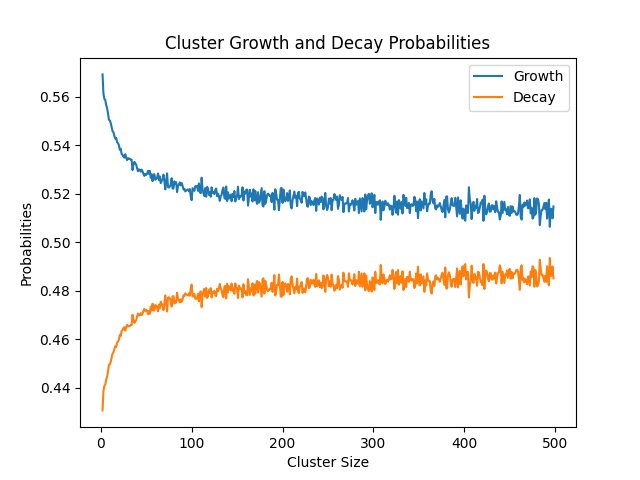 Cluster Growth and Decay Probabilities
Growth
Decay
0.56
0.54
0.52
0.50
0.48
0.46
0.44
Probabilities
0
100
200
300
400
500
Cluster Size